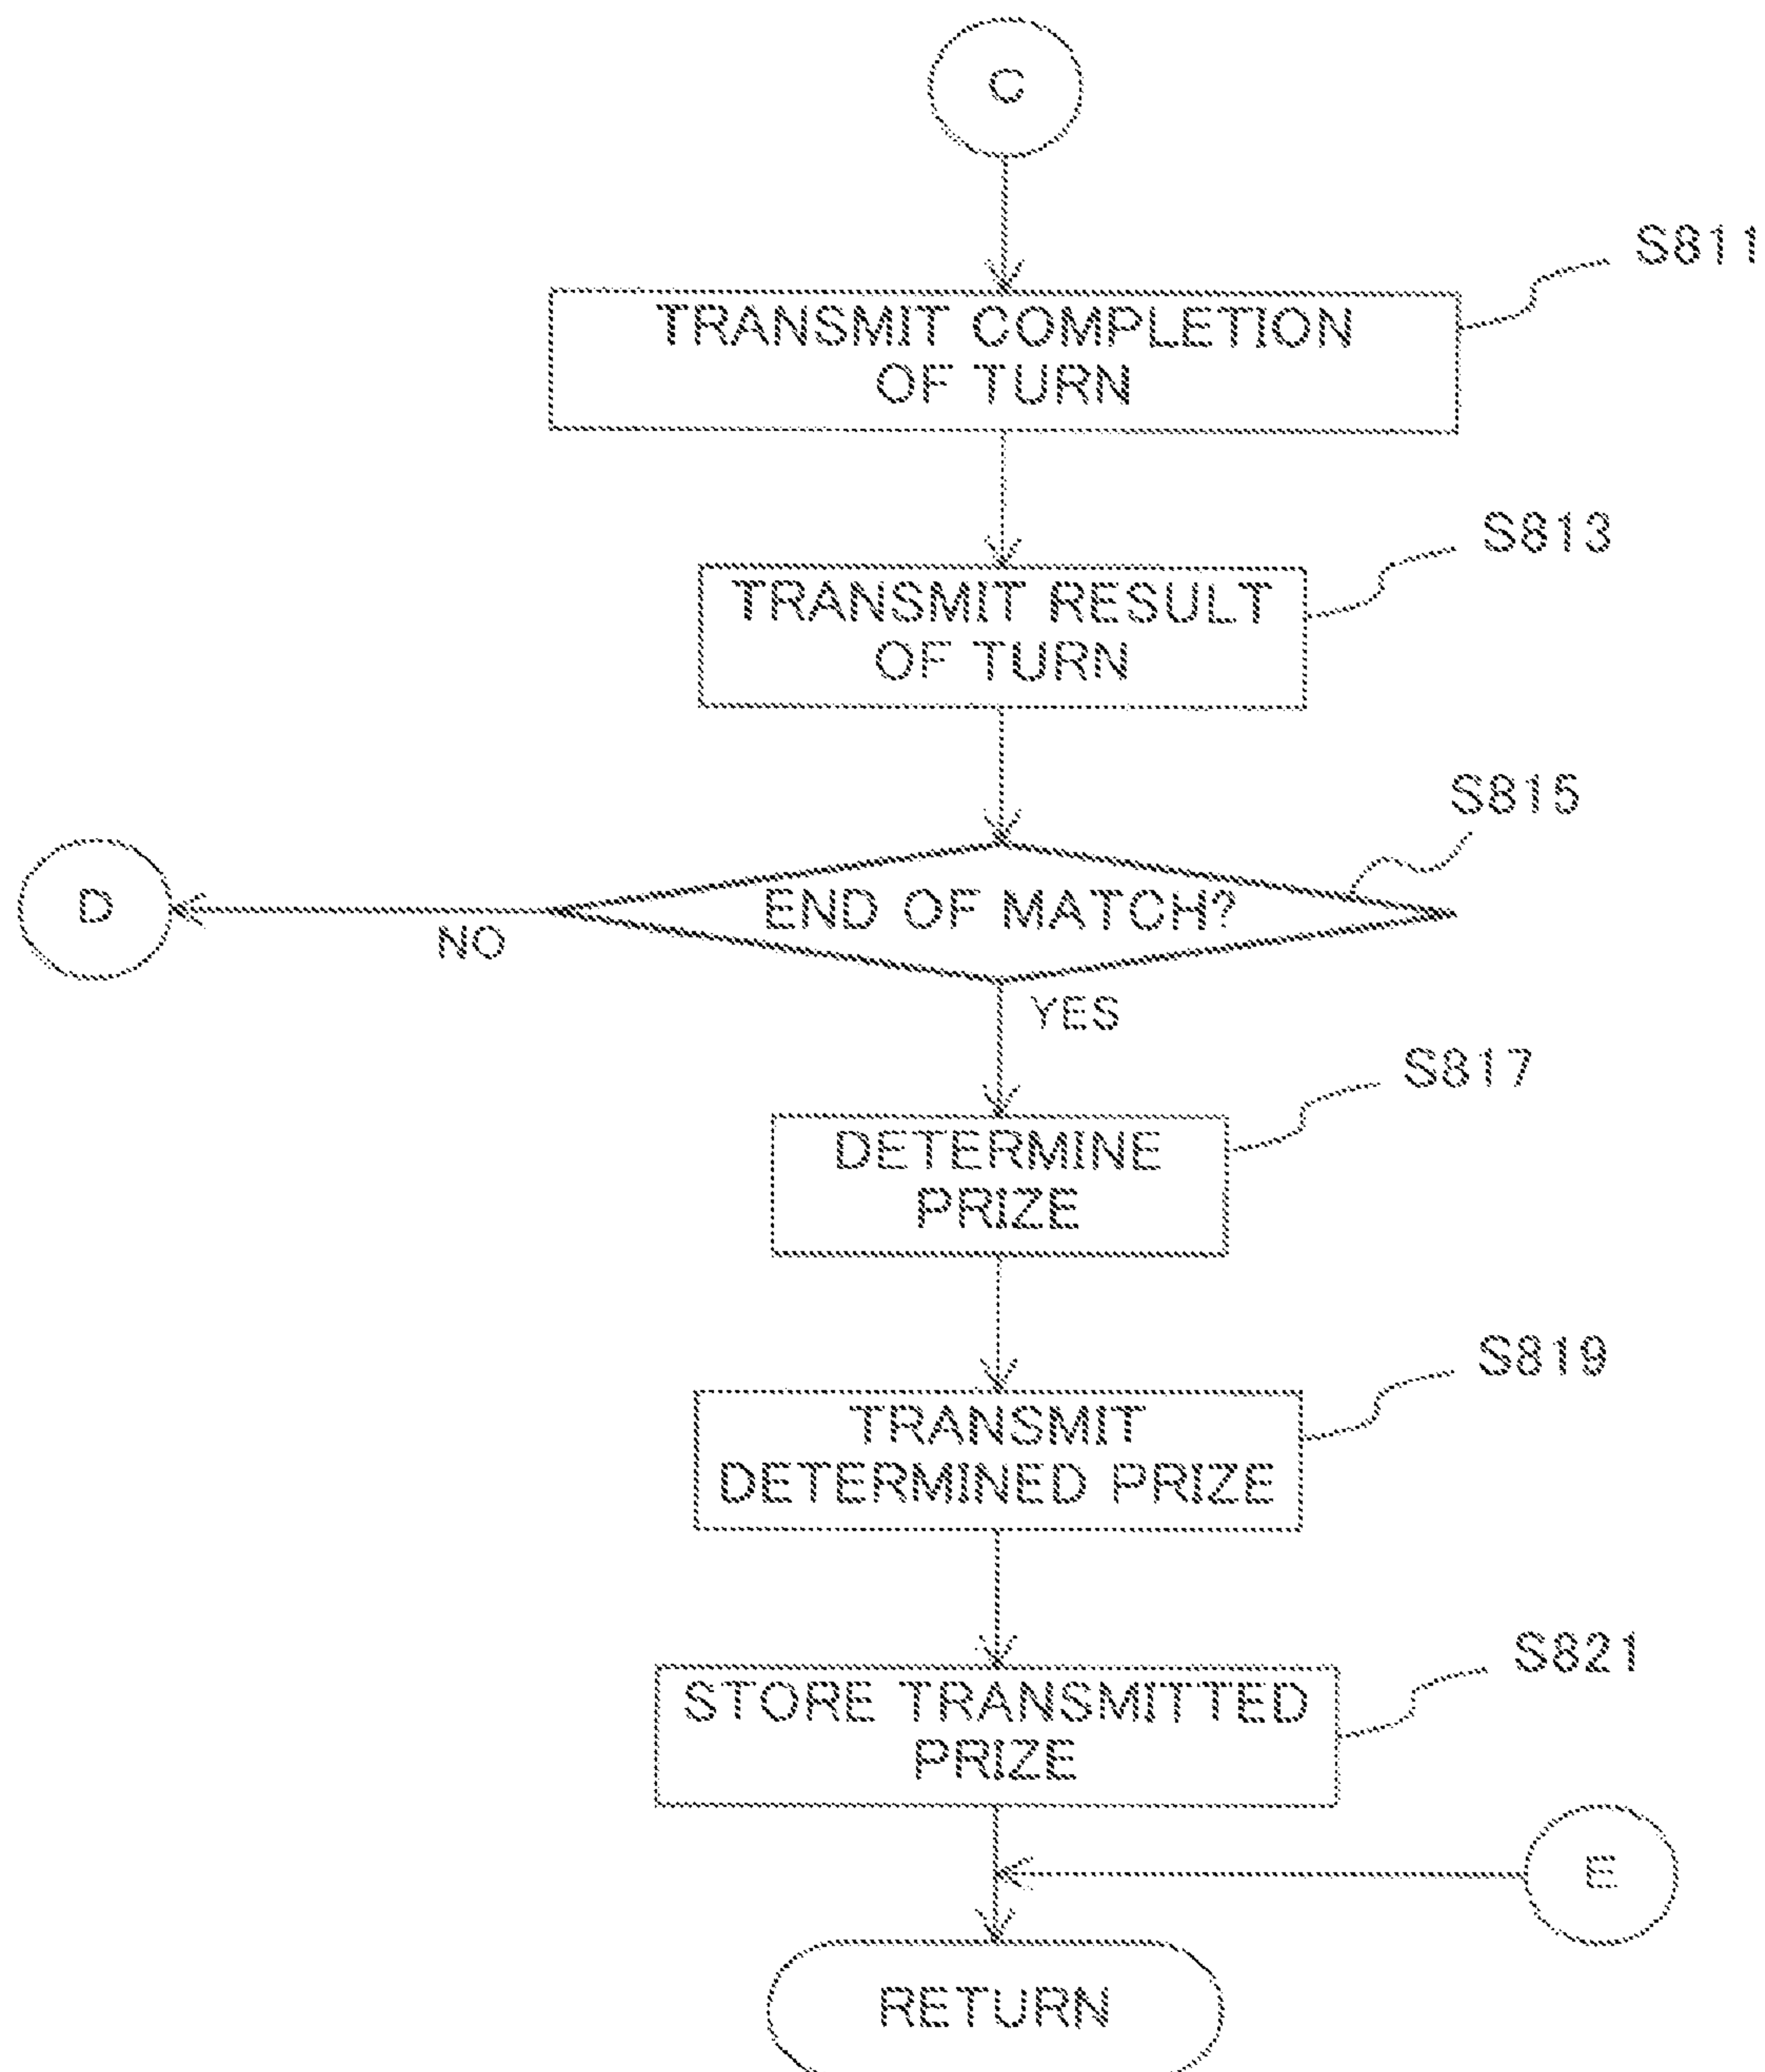 C
S811
TRANSMIT COMPLETION
OF TURN
S813
TRANSMIT RESULT
OF TURN
S815
D
END OF MATCH?
NO
YES
S817
DETERMINE
PRIZE
S819
TRANSMIT
DETERMINED PRIZE
S821
STORE TRANSMITTED
PRIZE
E
RETURN